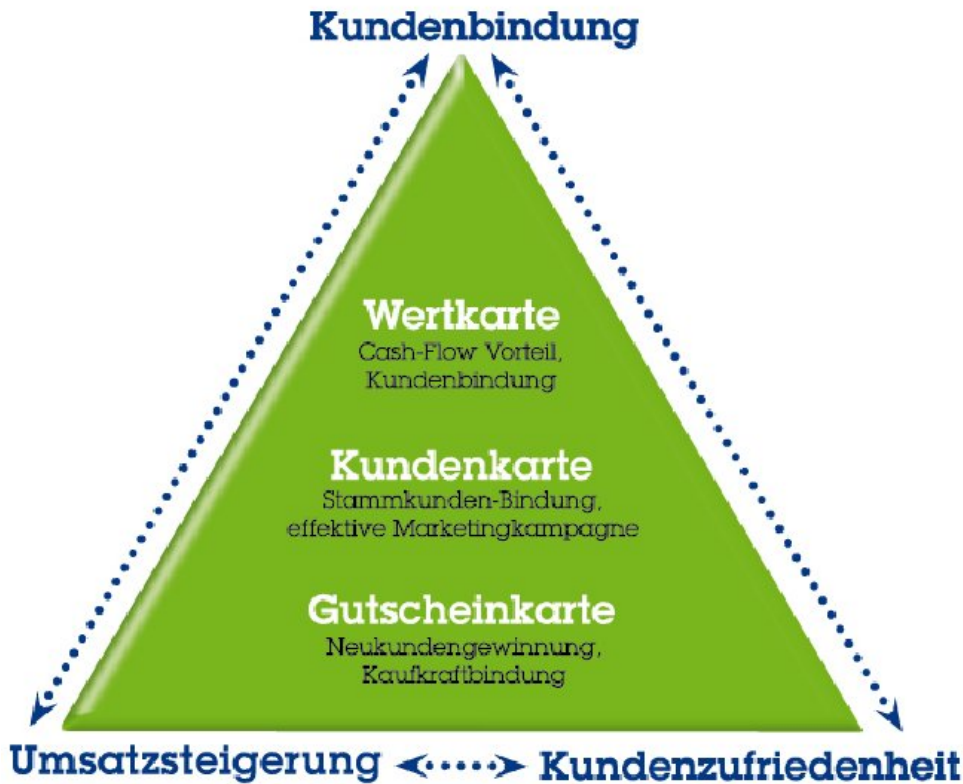 Kundenbindung
Wertkarte
Cash-Flow Vorteil,
Kundenbindung
Kundenkarte
Stammkunden-Bindung,
effektive Marketingkampagne
Gutscheinkarte
Neukundengewinnung,
Kaufkraftbindung
Umsatzsteigerung Kundenzufriedenheit